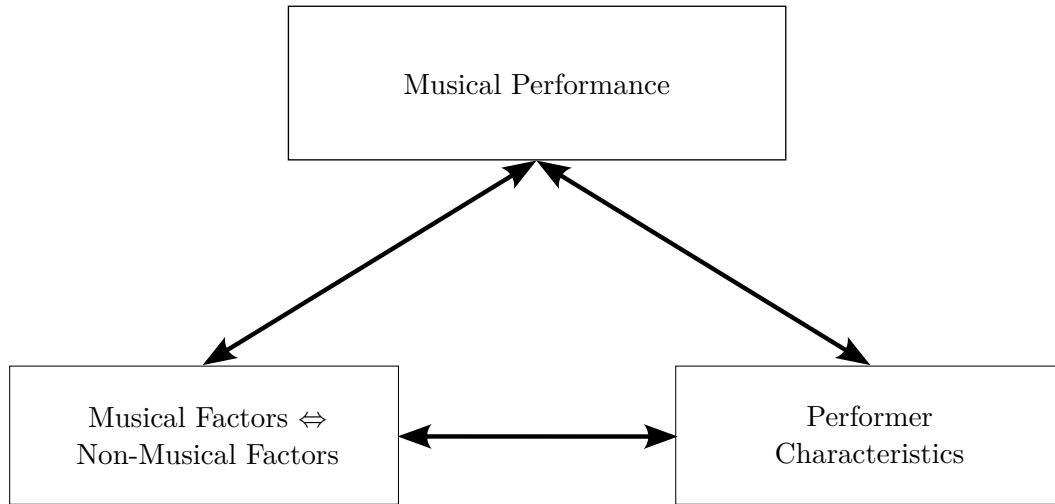 Musical Performance
Musical Factors ⇔
Non-Musical Factors
Performer
Characteristics